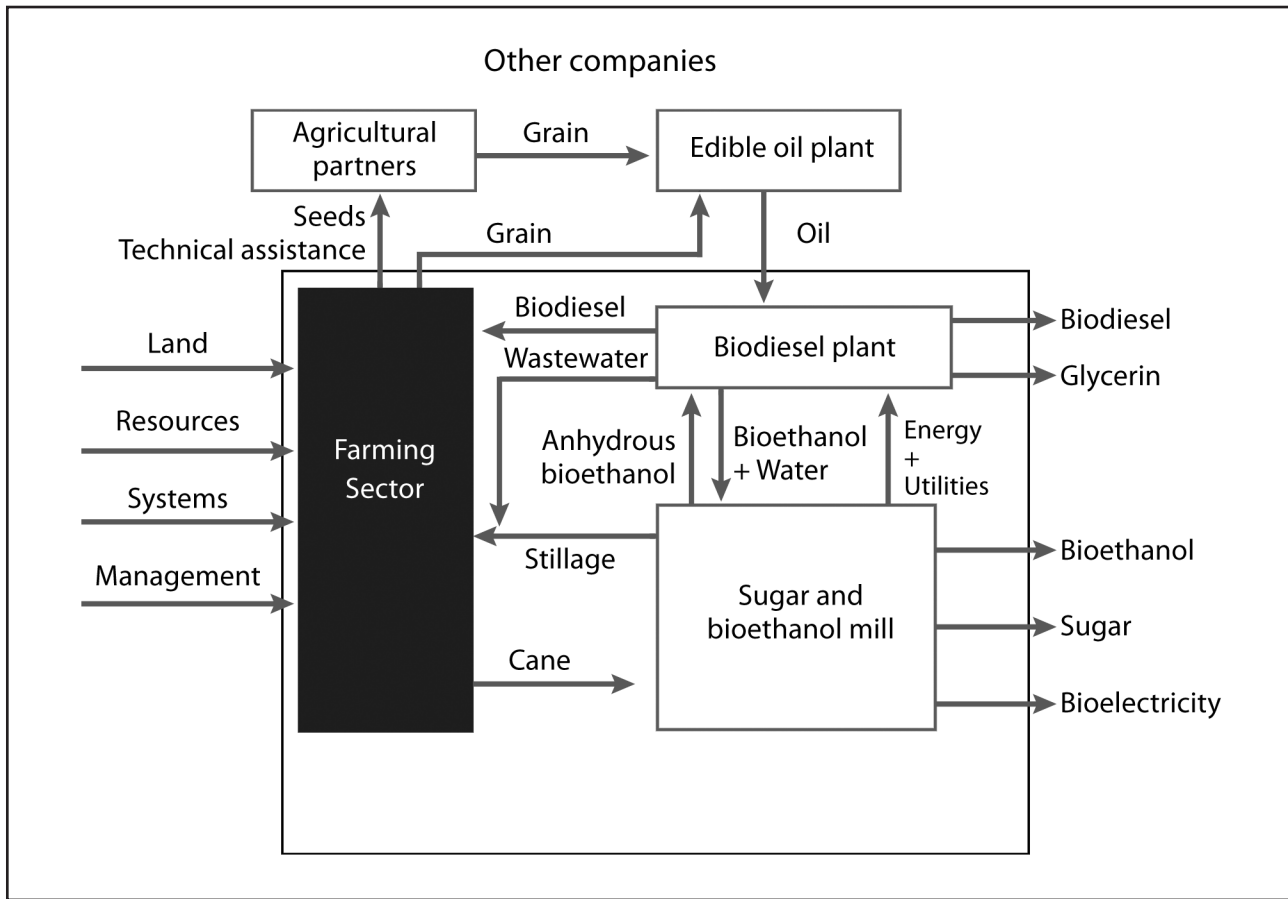 Other companies
Agricultural
partners
Grain
Edible oil plant
Seeds
Technical assistance
Grain
Oil
Land
Resources
Systems
Management
Farming
Sector
Biodiesel
Wastewater
Biodiesel plant
Biodiesel
Glycerin
Anhydrous
bioethanol
Bioethanol
+ Water
Energy
+
Utilities
Stillage
Cane
Sugar and
bioethanol mill
Bioethanol
Sugar
Bioelectricity